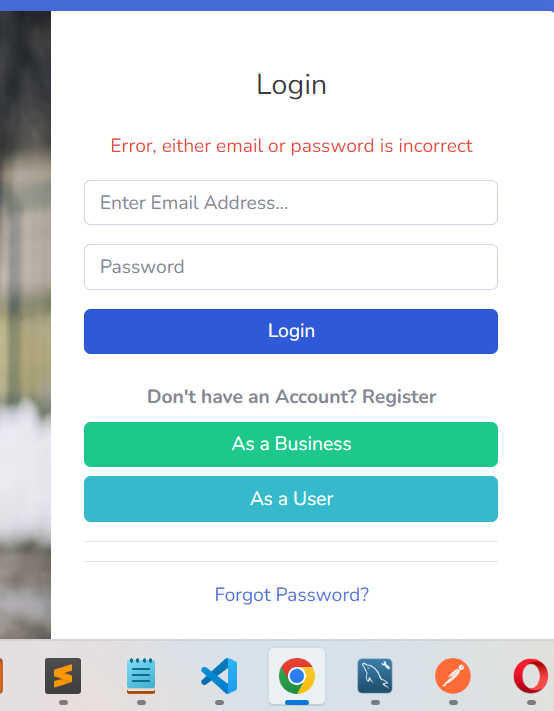 Login
Error, either email or password is incorrect
Enter Email Address...
Password
Login
Don't have an Account? Register
As a Business
As a User
Forgot Password?